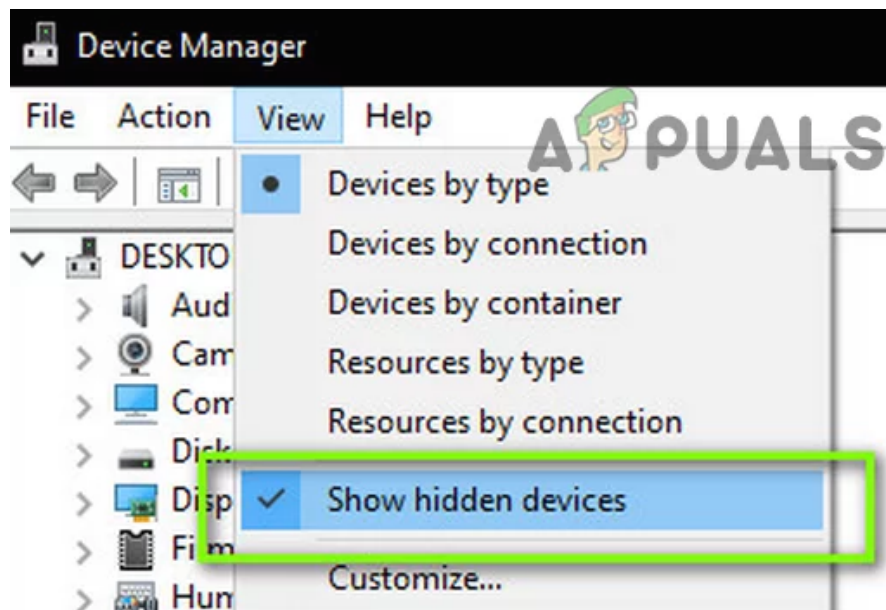 Device Manager
File Action View Help
APPUALS
Devices by type
Devices by connection
Devices by container
Resources by type
Resources by connection
Show hidden devices
Customize...
DESKTO
Aud
Cam
Com
Disk
Disp
Firm
Hum